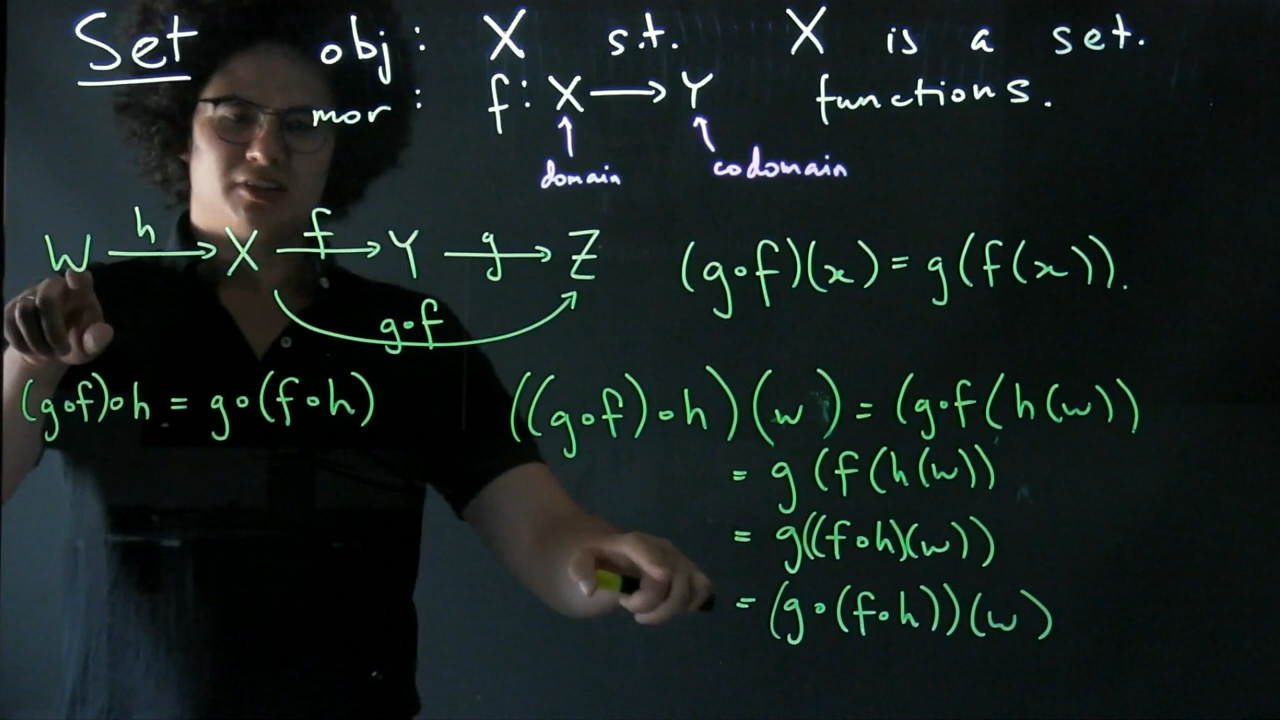 Set obj: X s.t. X is a set.
mor: f: X → Y functions.
↑ domain ↑ codomain
W h→ X f→ Y g→ Z (g∘f)(x) = g(f(x)).
g∘f
(g∘f)∘h = g∘(f∘h) ((g∘f)∘h)(w) = (g∘f(h(w))
= g(f(h(w))
= g((f∘h)(w))
= (g∘(f∘h))(w)